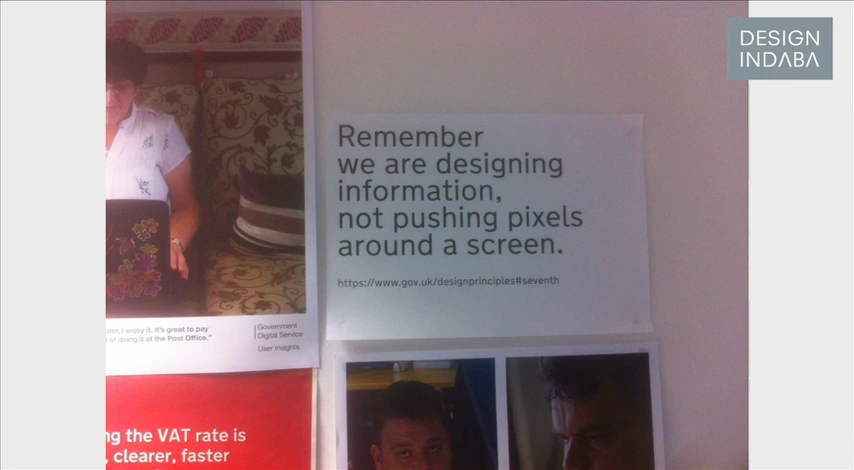 DESIGN
INDABA
Remember
we are designing
information,
not pushing pixels
around a screen.
https://www.gov.uk/designprinciples#seventh
I enjoy it. It's great to pay
of doing it at the Post Office."
Government
Digital Service
User Insights
the VAT rate is
, clearer, faster